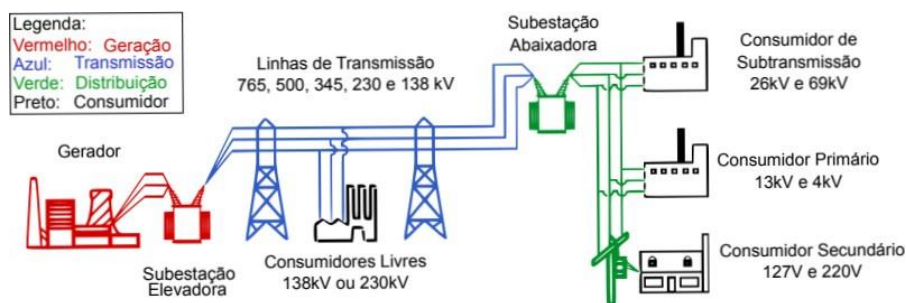 Legenda:
Vermelho: Geração
Azul: Transmissão
Verde: Distribuição
Preto: Consumidor
Gerador
Subestação
Elevadora
Linhas de Transmissão
765, 500, 345, 230 e 138 kV
Consumidores Livres
138kV ou 230kV
Subestação
Abaixadora
Consumidor de
Subtransmissão
26kV e 69kV
Consumidor Primário
13kV e 4kV
Consumidor Secundário
127V e 220V